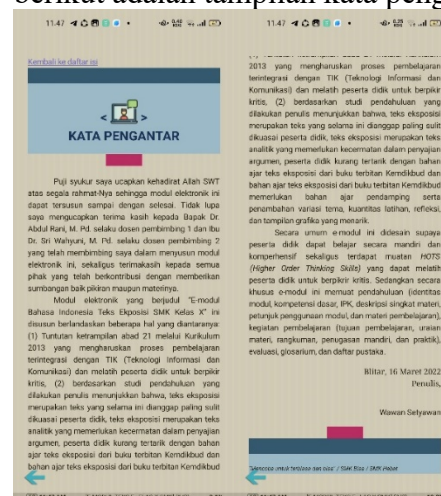 berikut adalah tampilan kata peng
11.47
Kembali ke daftar isi
KATA PENGANTAR
Puji syukur saya ucapkan kehadirat Allah SWT
atas segala rahmat-Nya sehingga modul elektronik ini
dapat tersusun sampai dengan selesai. Tidak lupa
saya mengucapkan terima kasih kepada Bapak Dr.
Abdul Rani, M. Pd. selaku dosen pembimbing 1 dan Ibu
Dr. Sri Wahyuni, M. Pd. selaku dosen pembimbing 2
yang telah membimbing saya dalam menyusun modul
elektronik ini, sekaligus terimakasih kepada semua
pihak yang telah berkontribusi dengan memberikan
sumbangan baik pikiran maupun materinya.
Modul elektronik yang berjudul "E-modul
Bahasa Indonesia Teks Eksposisi SMK Kelas X" ini
disusun berlandaskan beberapa hal yang diantaranya:
(1) Tuntutan ketrampilan abad 21 melalui Kurikulum
2013 yang mengharuskan proses pembelajaran
terintegrasi dengan TIK (Teknologi Informasi dan
Komunikasi) dan melatih peserta didik untuk berpikir
kritis, (2) berdasarkan studi pendahuluan yang
dilakukan penulis menunjukkan bahwa, teks eksposisi
merupakan teks yang selama ini dianggap paling sulit
dikuasai peserta didik, teks eksposisi merupakan teks
analitik yang memerlukan kecermatan dalam penyajian
argumen, peserta didik kurang tertarik dengan bahan
ajar teks eksposisi dari buku terbitan Kemdikbud dan
bahan ajar teks eksposisi dari buku terbitan Kemdikbud
11.47
2013 yang mengharuskan proses pembelajaran
terintegrasi dengan TIK (Teknologi Informasi dan
Komunikasi) dan melatih peserta didik untuk berpikir
kritis, (2) berdasarkan studi pendahuluan yang
dilakukan penulis menunjukkan bahwa, teks eksposisi
merupakan teks yang selama ini dianggap paling sulit
dikuasai peserta didik, teks eksposisi merupakan teks
analitik yang memerlukan kecermatan dalam penyajian
argumen, peserta didik kurang tertarik dengan bahan
ajar teks eksposisi dari buku terbitan Kemdikbud dan
bahan ajar teks eksposisi dari buku terbitan Kemdikbud
memerlukan bahan ajar pendamping serta
penambahan variasi tema, kuantitas latihan, refleksi,
dan tampilan grafika yang menarik.
Secara umum e-modul ini didesain supaya
peserta didik dapat belajar secara mandiri dan
komperhensif sekaligus terdapat muatan HOTS
(Higher Order Thinking Skills) yang dapat melatih
peserta didik untuk berpikir kritis. Sedangkan secara
khusus e-modul ini memuat pendahuluan (identitas
modul, kompetensi dasar, IPK, deskripsi singkat materi,
petunjuk penggunaan modul, dan materi pembelajaran),
kegiatan pembelajaran (tujuan pembelajaran, uraian
materi, rangkuman, penugasan mandiri, dan praktik),
evaluasi, glosarium, dan daftar pustaka.
Blitar, 16 Maret 2022
Penulis,
Wawan Setyawan